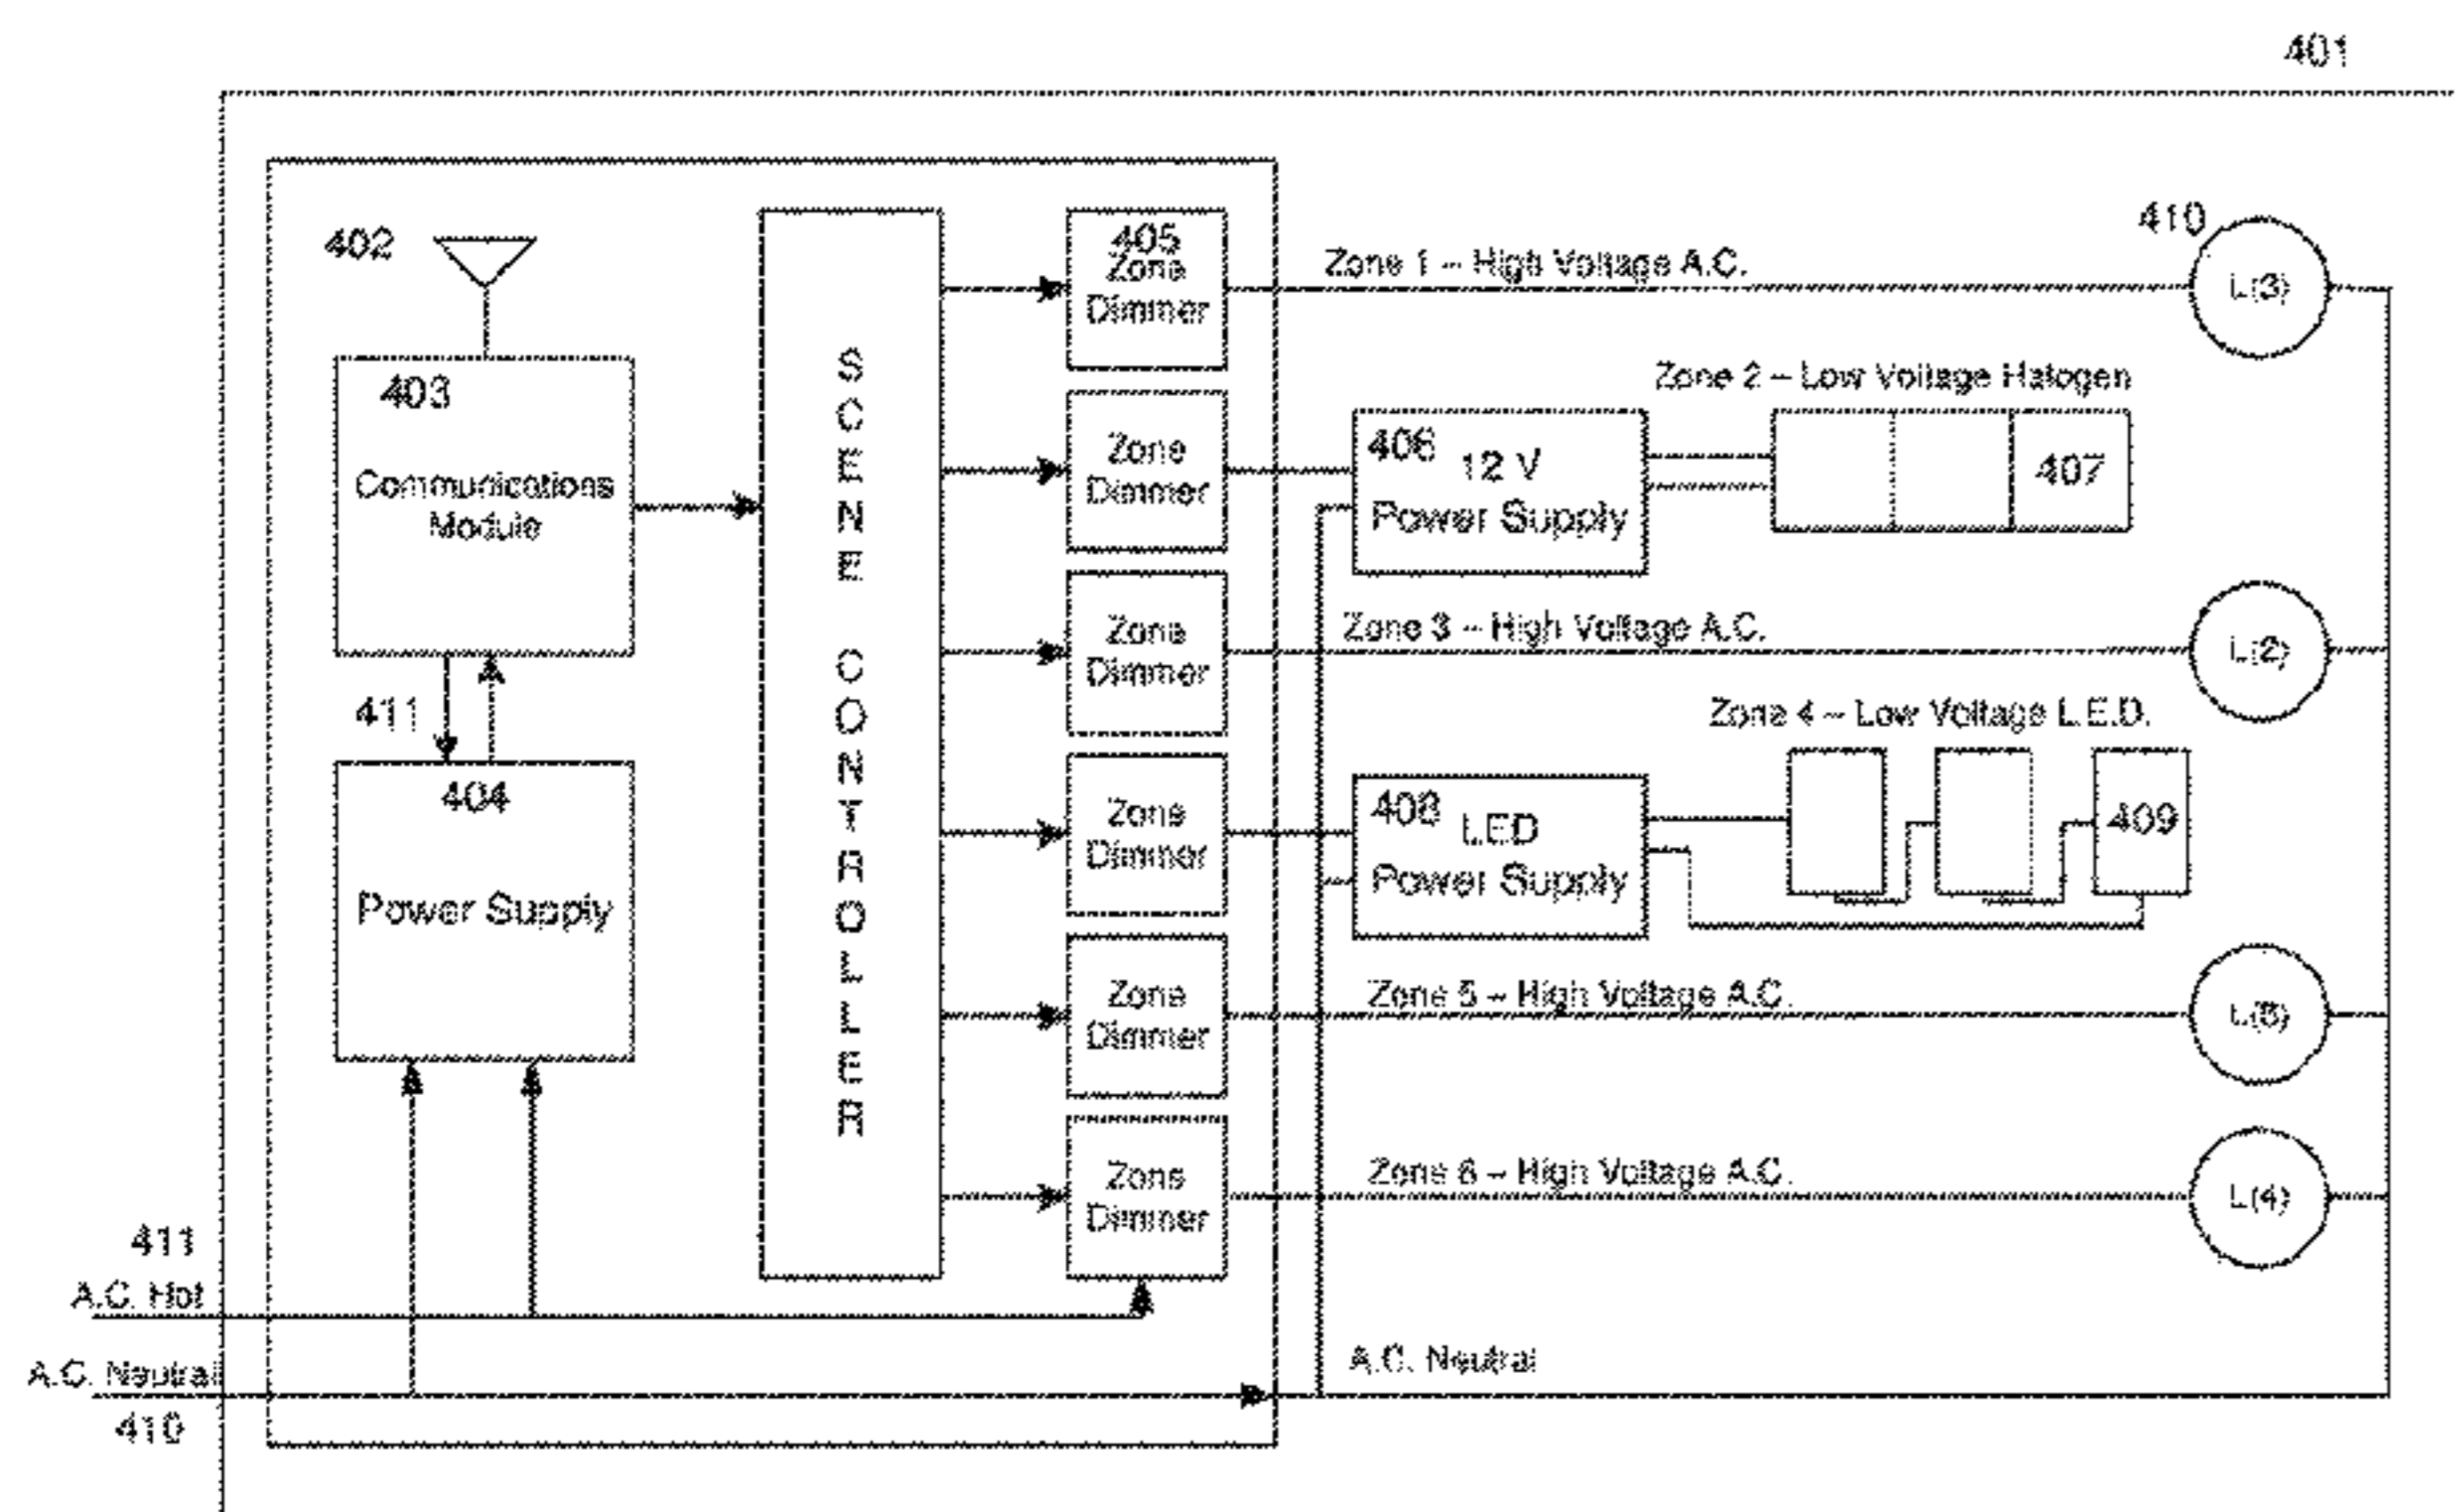 401
402
403
Communications
Module
411
404
Power Supply
SCENE CONTROLLER
405
Zone
Dimmer
Zone
Dimmer
Zone
Dimmer
Zone
Dimmer
Zone
Dimmer
Zone
Dimmer
Zone 1 – High Voltage A.C.
410
L(3)
Zone 2 – Low Voltage Halogen
406
12 V
Power Supply
407
Zone 3 – High Voltage A.C.
L(2)
Zone 4 – Low Voltage L.E.D.
408
LED
Power Supply
409
Zone 5 – High Voltage A.C.
Zone 6 – High Voltage A.C.
L(4)
411
A.C. Hot
A.C. Neutral
410
A.C. Neutral